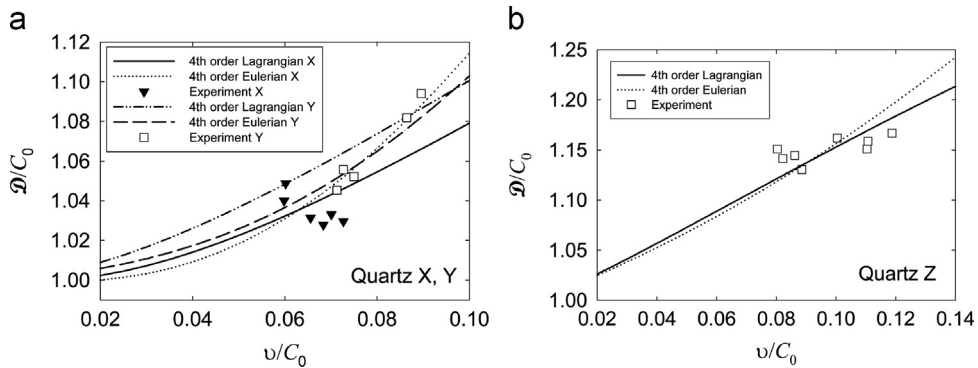 a
1.12
1.10
1.08
1.06
1.04
1.02
1.00
𝒟/C₀
4th order Lagrangian X
4th order Eulerian X
Experiment X
4th order Lagrangian Y
4th order Eulerian Y
Experiment Y
Quartz X, Y
0.02 0.04 0.06 0.08 0.10
υ/C₀
b
1.25
1.20
1.15
1.10
1.05
1.00
𝒟/C₀
4th order Lagrangian
4th order Eulerian
Experiment
Quartz Z
0.02 0.04 0.06 0.08 0.10 0.12 0.14
υ/C₀